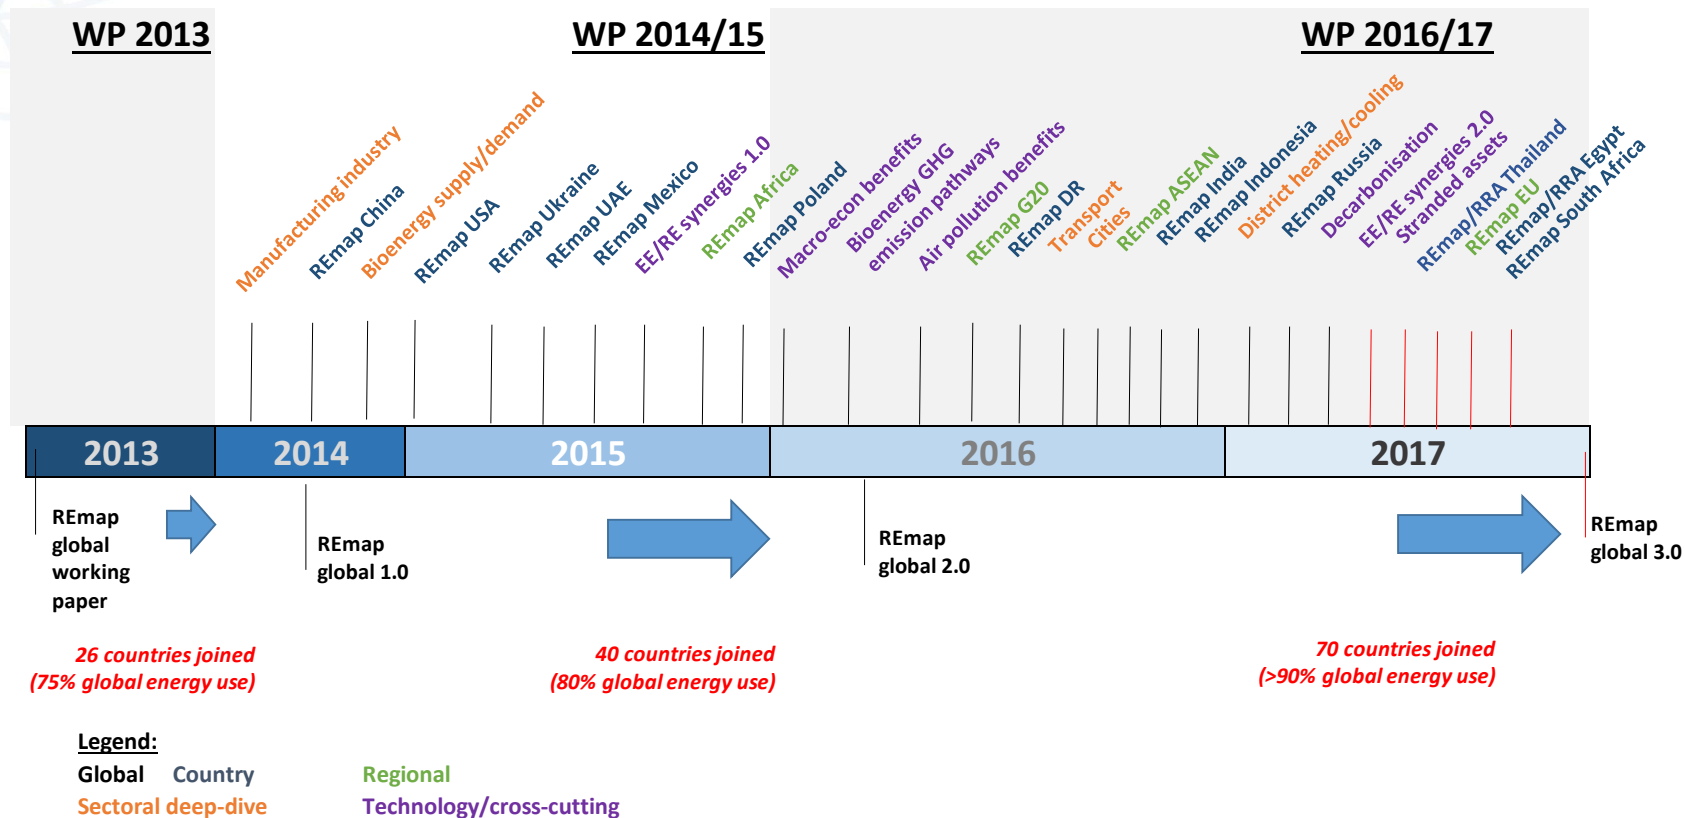 WP 2013
WP 2014/15
WP 2016/17
Manufacturing industry
REmap China
Bioenergy supply/demand
REmap USA
REmap Ukraine
REmap UAE
REmap Mexico
EE/RE synergies 1.0
REmap Africa
REmap Poland
Macro-econ benefits
Bioenergy GHG
emission pathways
Air pollution benefits
REmap G20
REmap DR
Transport
Cities
REmap ASEAN
REmap India
REmap Indonesia
District heating/cooling
REmap Russia
Decarbonisation
EE/RE synergies 2.0
Stranded assets
REmap/RRA Thailand
REmap EU
REmap/RRA Egypt
REmap South Africa
2013
2014
2015
2016
2017
REmap
global
working
paper
REmap
global 1.0
REmap
global 2.0
REmap
global 3.0
26 countries joined
(75% global energy use)
40 countries joined
(80% global energy use)
70 countries joined
(>90% global energy use)
Legend:
Global Country Regional
Sectoral deep-dive Technology/cross-cutting